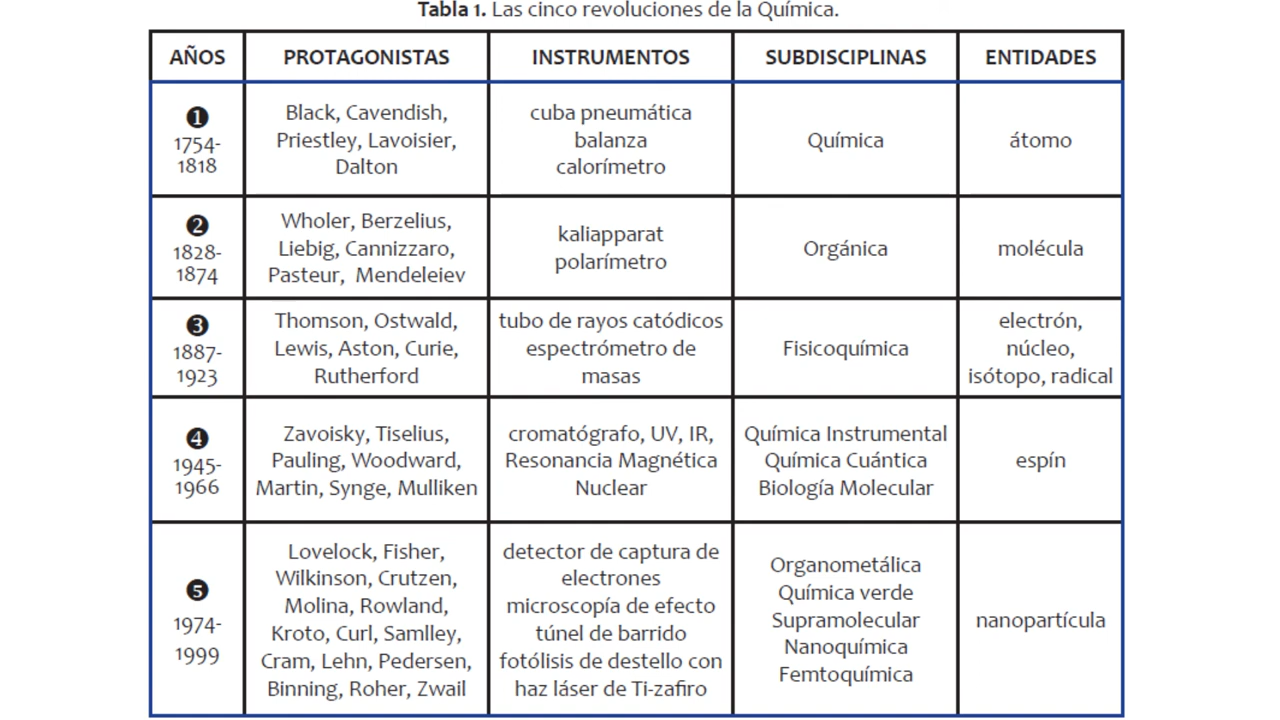 Tabla 1. Las cinco revoluciones de la Química.
AÑOS PROTAGONISTAS INSTRUMENTOS SUBDISCIPLINAS ENTIDADES
❶
1754-
1818
Black, Cavendish,
Priestley, Lavoisier,
Dalton
cuba pneumática
balanza
calorímetro
Química
átomo
❷
1828-
1874
Wholer, Berzelius,
Liebig, Cannizzaro,
Pasteur, Mendeleiev
kaliapparat
polarímetro
Orgánica
molécula
❸
1887-
1923
Thomson, Ostwald,
Lewis, Aston, Curie,
Rutherford
tubo de rayos catódicos
espectrómetro de
masas
Fisicoquímica
electrón,
núcleo,
isótopo, radical
❹
1945-
1966
Zavoisky, Tiselius,
Pauling, Woodward,
Martin, Synge, Mulliken
cromatógrafo, UV, IR,
Resonancia Magnética
Nuclear
Química Instrumental
Química Cuántica
Biología Molecular
espín
❺
1974-
1999
Lovelock, Fisher,
Wilkinson, Crutzen,
Molina, Rowland,
Kroto, Curl, Samlley,
Cram, Lehn, Pedersen,
Binning, Roher, Zwail
detector de captura de
electrones
microscopía de efecto
túnel de barrido
fotólisis de destello con
haz láser de Ti-zafiro
Organometálica
Química verde
Supramolecular
Nanoquímica
Femtoquímica
nanopartícula